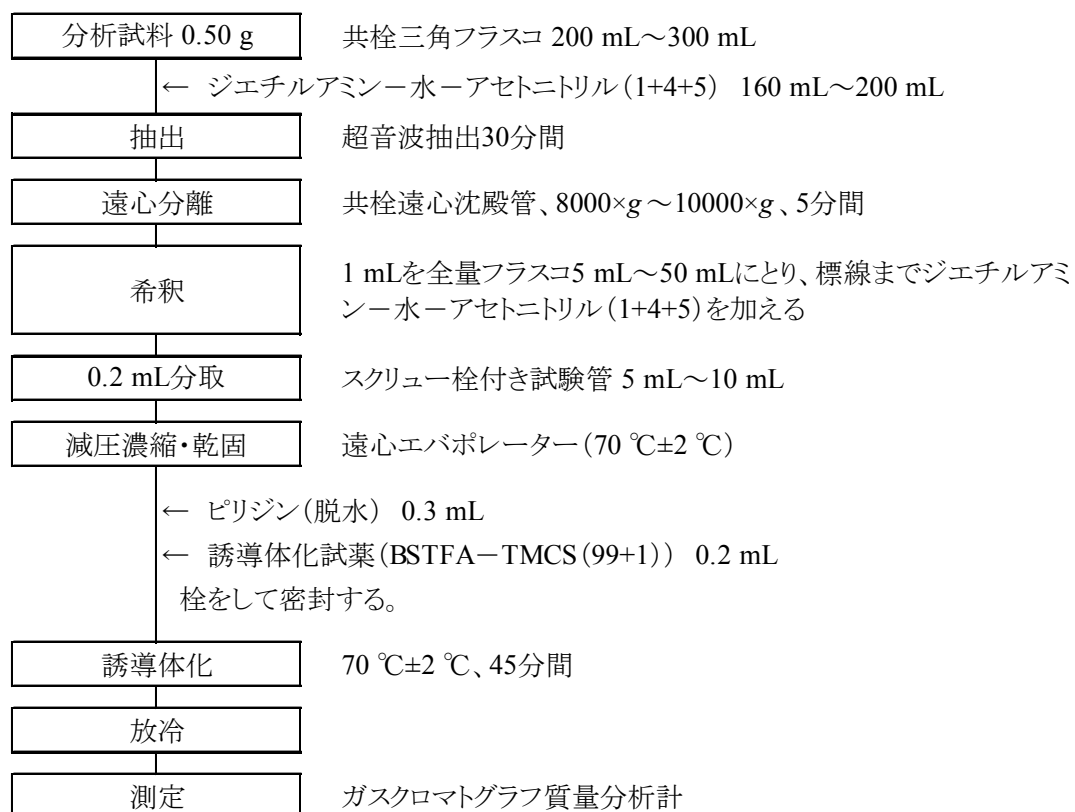 分析試料 0.50 g 共栓三角フラスコ 200 mL～300 mL
← ジエチルアミン－水－アセトニトリル（1+4+5） 160 mL～200 mL
抽出 超音波抽出30分間
遠心分離 共栓遠心沈殿管、8000×g～10000×g、5分間
希釈 1 mLを全量フラスコ5 mL～50 mLにとり、標線までジエチルアミ
ン－水－アセトニトリル（1+4+5）を加える
0.2 mL分取 スクリュー栓付き試験管 5 mL～10 mL
減圧濃縮・乾固 遠心エバポレーター（70 ℃±2 ℃）
← ピリジン（脱水） 0.3 mL
← 誘導体化試薬（BSTFA－TMCS（99+1）） 0.2 mL
栓をして密封する。
誘導体化 70 ℃±2 ℃、45分間
放冷
測定 ガスクロマトグラフ質量分析計